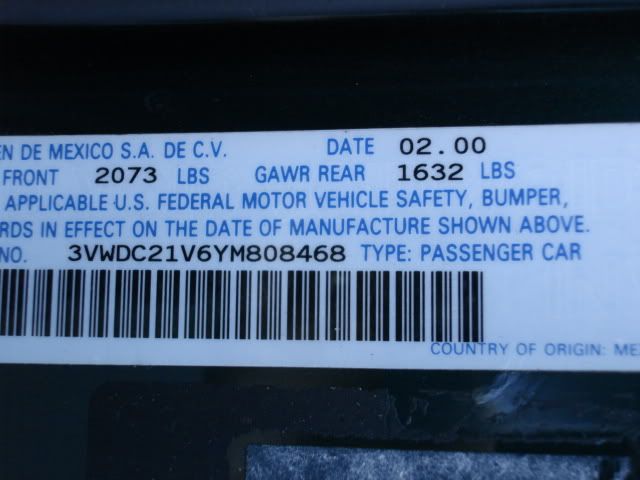 EN DE MEXICO S.A. DE C.V. DATE 02.00
FRONT 2073 LBS GAWR REAR 1632 LBS
APPLICABLE U.S. FEDERAL MOTOR VEHICLE SAFETY, BUMPER,
RDS IN EFFECT ON THE DATE OF MANUFACTURE SHOWN ABOVE.
NO. 3VWDC21V6YM808468 TYPE: PASSENGER CAR
COUNTRY OF ORIGIN: ME